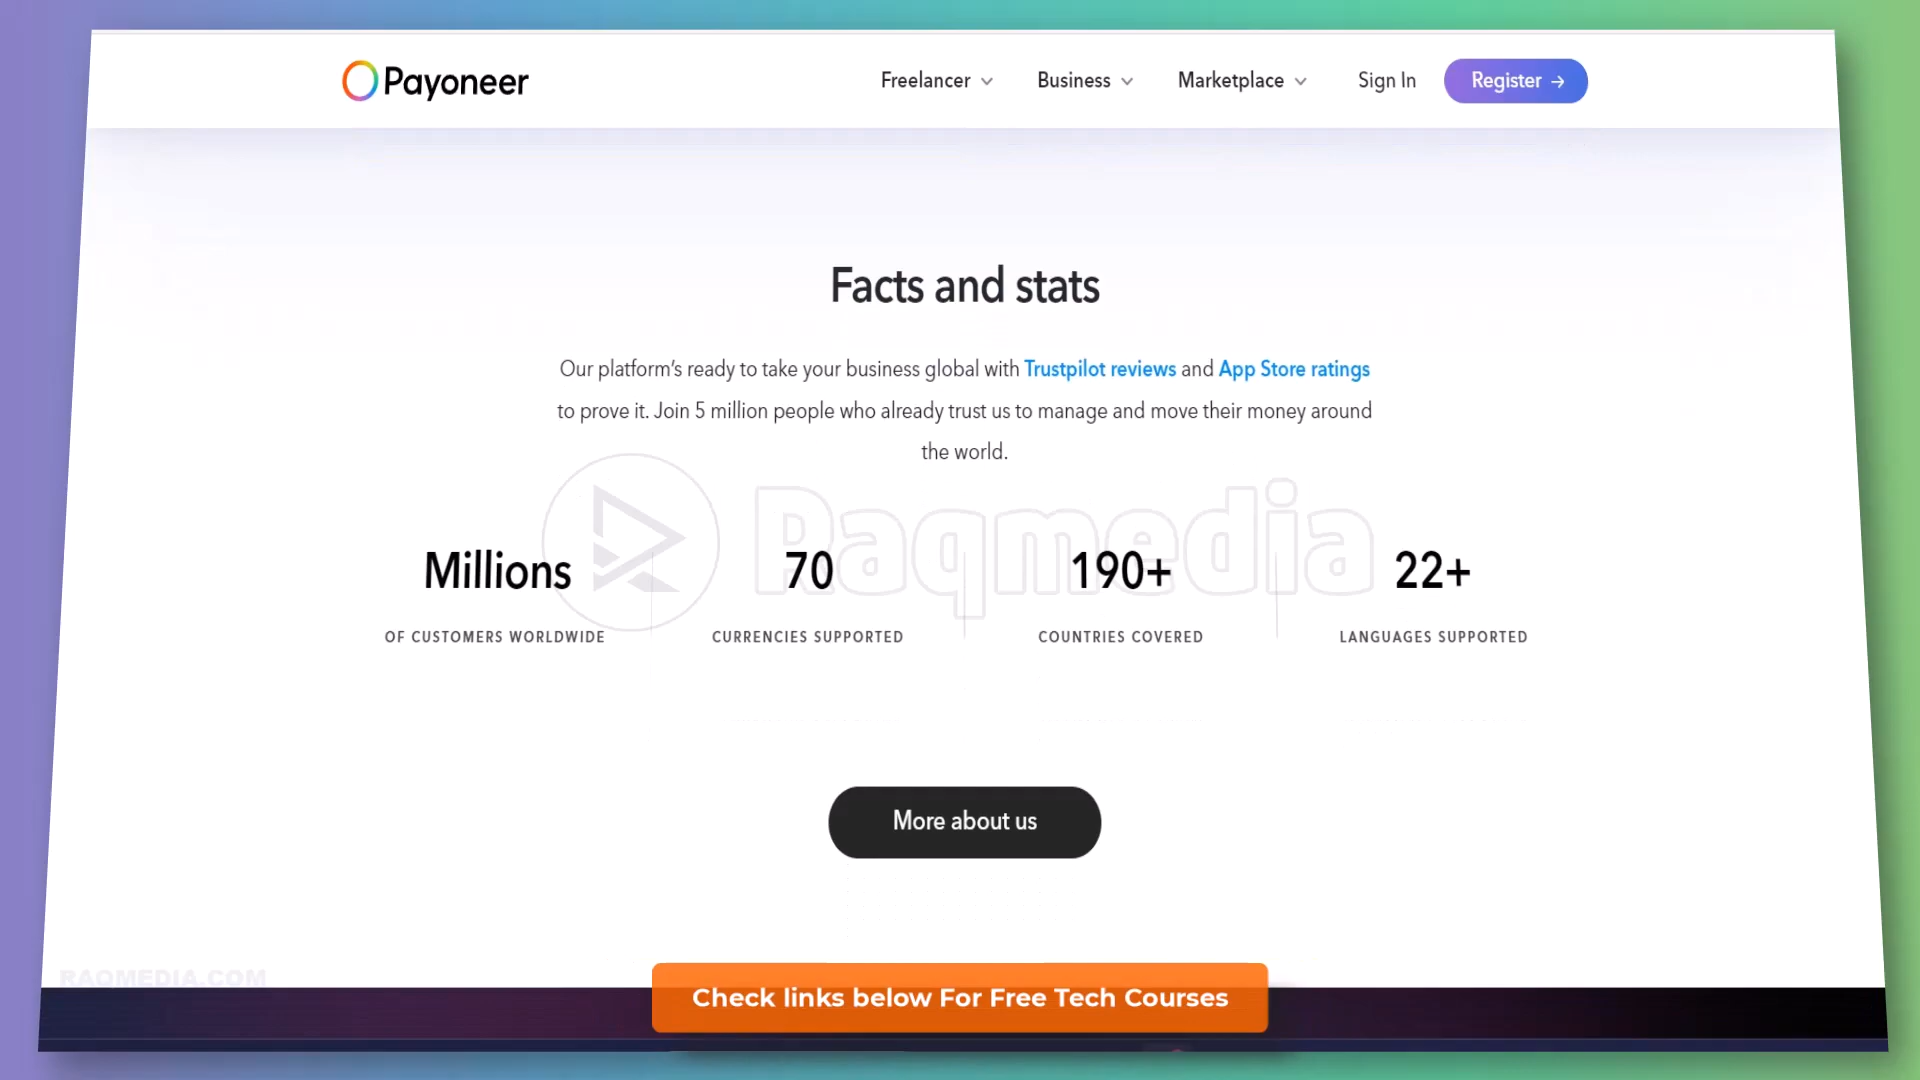 Payoneer
Freelancer
Business
Marketplace
Sign In
Register →
Facts and stats
Our platform's ready to take your business global with Trustpilot reviews and App Store ratings
to prove it. Join 5 million people who already trust us to manage and move their money around
the world.
Raqmedia
Millions
OF CUSTOMERS WORLDWIDE
70
CURRENCIES SUPPORTED
190+
COUNTRIES COVERED
22+
LANGUAGES SUPPORTED
More about us
RAQMEDIA.COM
Check links below For Free Tech Courses